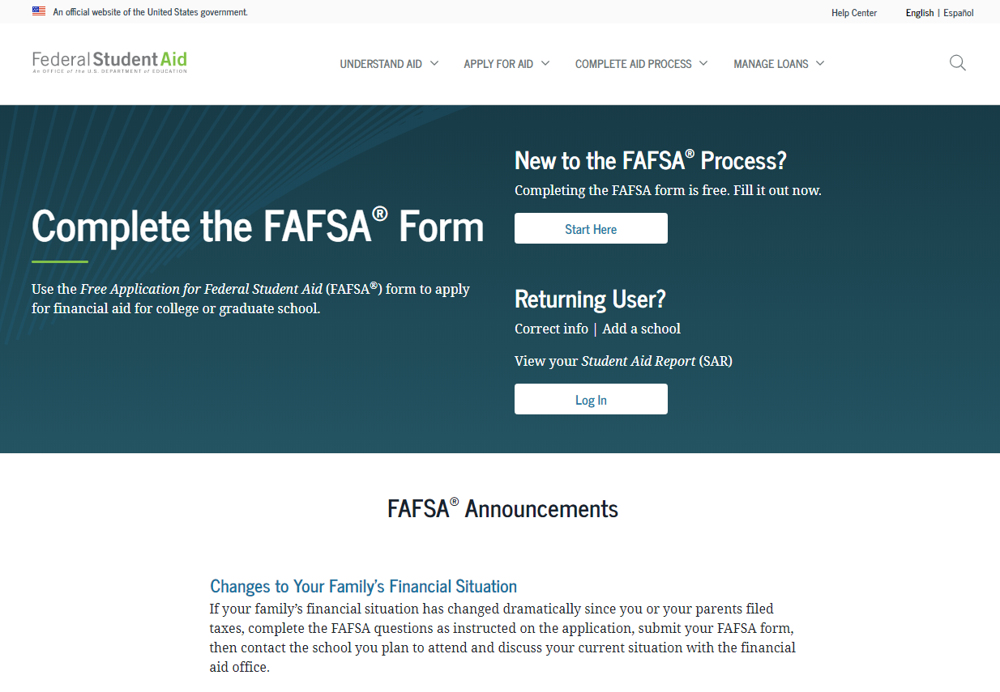 An official website of the United States government.
Help Center
English | Español
Federal Student Aid
An OFFICE of the U.S. DEPARTMENT of EDUCATION
UNDERSTAND AID
APPLY FOR AID
COMPLETE AID PROCESS
MANAGE LOANS
Complete the FAFSA® Form
Use the Free Application for Federal Student Aid (FAFSA®) form to apply
for financial aid for college or graduate school.
New to the FAFSA® Process?
Completing the FAFSA form is free. Fill it out now.
Start Here
Returning User?
Correct info | Add a school
View your Student Aid Report (SAR)
Log In
FAFSA® Announcements
Changes to Your Family’s Financial Situation
If your family’s financial situation has changed dramatically since you or your parents filed
taxes, complete the FAFSA questions as instructed on the application, submit your FAFSA form,
then contact the school you plan to attend and discuss your current situation with the financial
aid office.